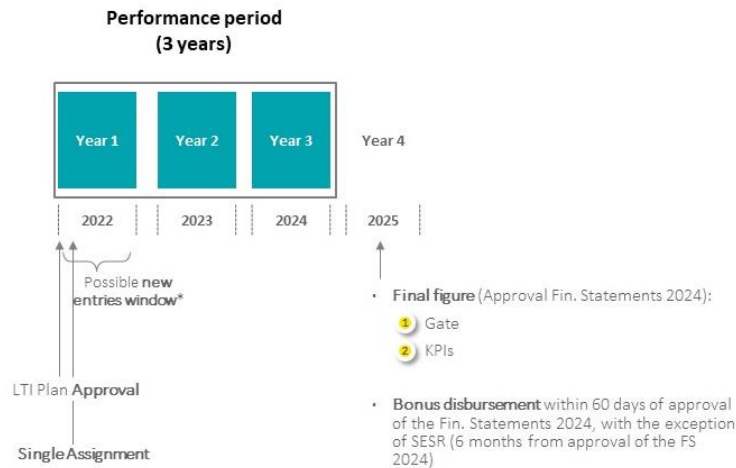 Performance period
(3 years)
Year 1
Year 2
Year 3
Year 4
2022
2023
2024
2025
Possible new
entries window*
LTI Plan Approval
Single Assignment
• Final figure (Approval Fin. Statements 2024):
1 Gate
2 KPIs
• Bonus disbursement within 60 days of approval
of the Fin. Statements 2024, with the exception
of SESR (6 months from approval of the FS
2024)